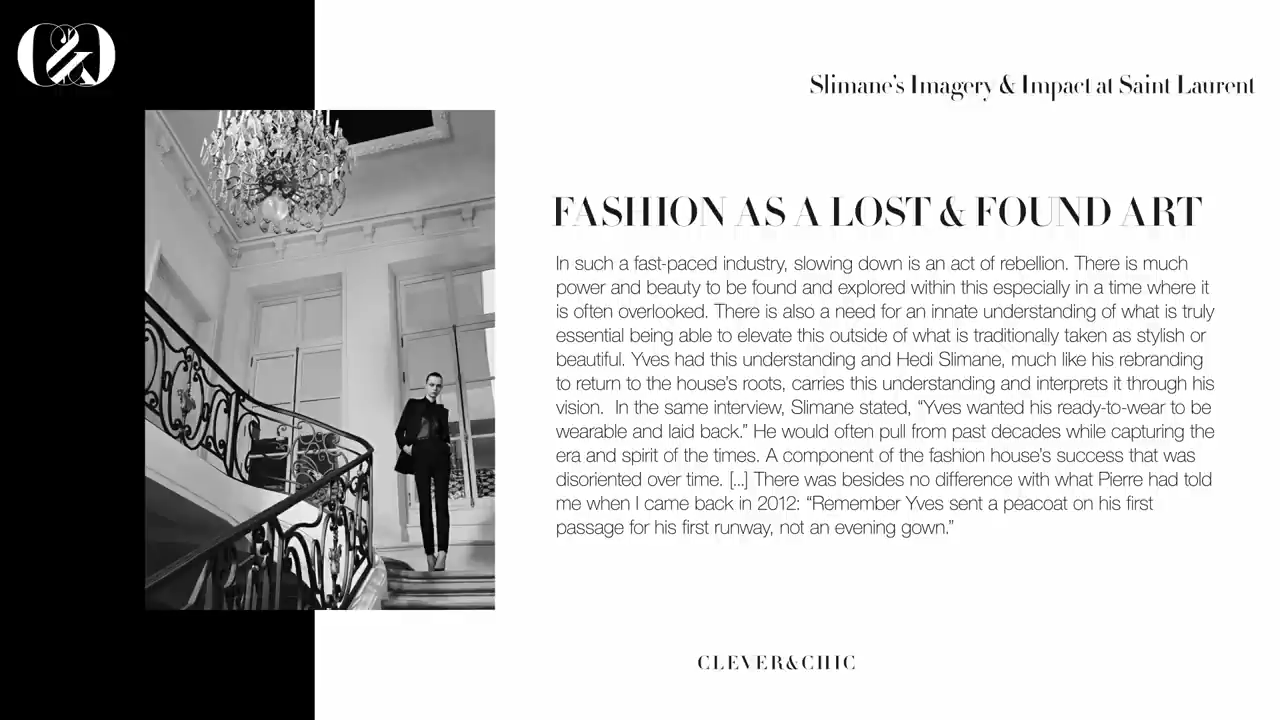 Slimane's Imagery & Impact at Saint Laurent
FASHION AS A LOST & FOUND ART
In such a fast-paced industry, slowing down is an act of rebellion. There is much
power and beauty to be found and explored within this especially in a time where it
is often overlooked. There is also a need for an innate understanding of what is truly
essential being able to elevate this outside of what is traditionally taken as stylish or
beautiful. Yves had this understanding and Hedi Slimane, much like his rebranding
to return to the house's roots, carries this understanding and interprets it through his
vision.  In the same interview, Slimane stated, “Yves wanted his ready-to-wear to be
wearable and laid back.” He would often pull from past decades while capturing the
era and spirit of the times. A component of the fashion house's success that was
disoriented over time. [...] There was besides no difference with what Pierre had told
me when I came back in 2012: “Remember Yves sent a peacoat on his first
passage for his first runway, not an evening gown.”
CLEVER&CHIC